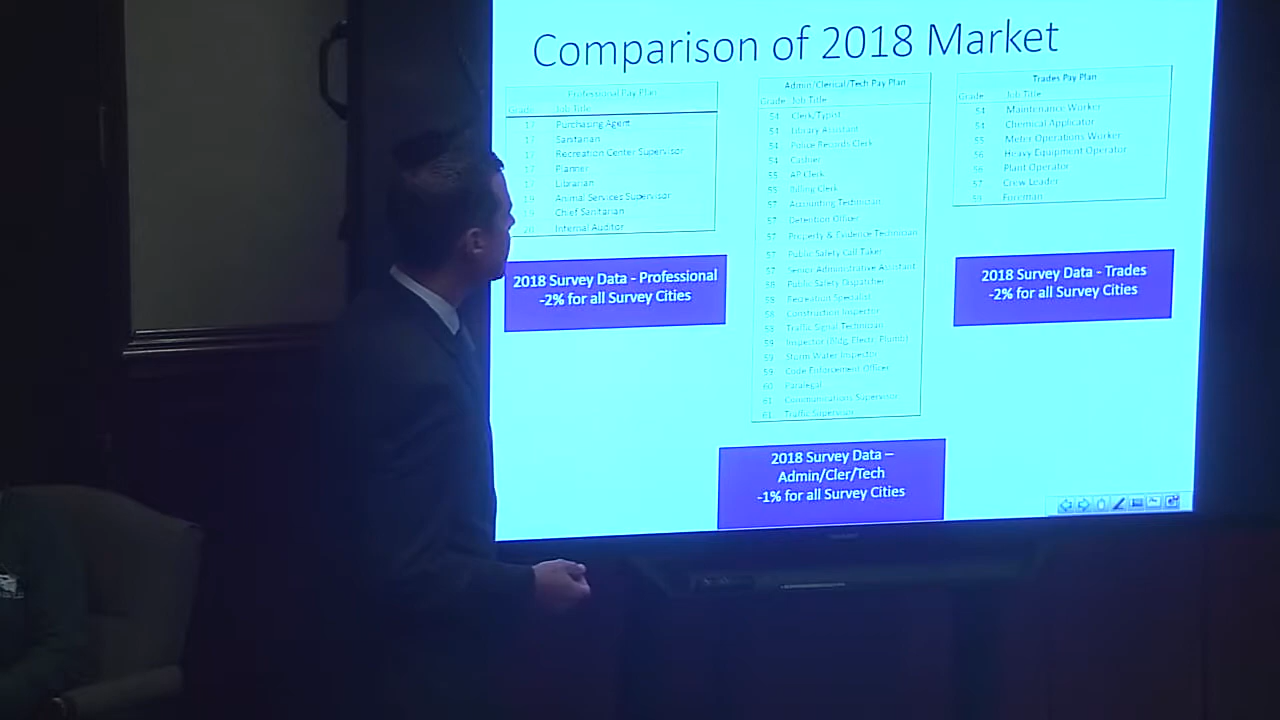 Comparison of 2018 Market
Professional Pay Plan
Grade Job Title
17 Purchasing Agent
17 Sanitarian
17 Recreation Center Supervisor
17 Planner
17 Librarian
19 Animal Services Supervisor
19 Chief Sanitarian
20 Internal Auditor
2018 Survey Data - Professional
-2% for all Survey Cities
Admin/Clerical/Tech Pay Plan
Grade Job Title
54 Clerk/Typist
54 Library Assistant
54 Police Records Clerk
54 Cashier
55 AP Clerk
55 Billing Clerk
57 Accounting Technician
57 Detention Officer
57 Property & Evidence Technician
57 Public Safety Call Taker
57 Senior Administrative Assistant
58 Public Safety Dispatcher
58 Recreation Specialist
58 Construction Inspector
Traffic Signal Technician
59 Inspector (Bldg, Electr, Plumb)
59 Storm Water Inspector
59 Code Enforcement Officer
60 Paralegal
61 Communications Supervisor
61 Traffic Supervisor
2018 Survey Data –
Admin/Cler/Tech
-1% for all Survey Cities
Trades Pay Plan
Grade Job Title
54 Maintenance Worker
54 Chemical Applicator
55 Meter Operations Worker
56 Heavy Equipment Operator
56 Plant Operator
57 Crew Leader
Foreman
2018 Survey Data - Trades
-2% for all Survey Cities